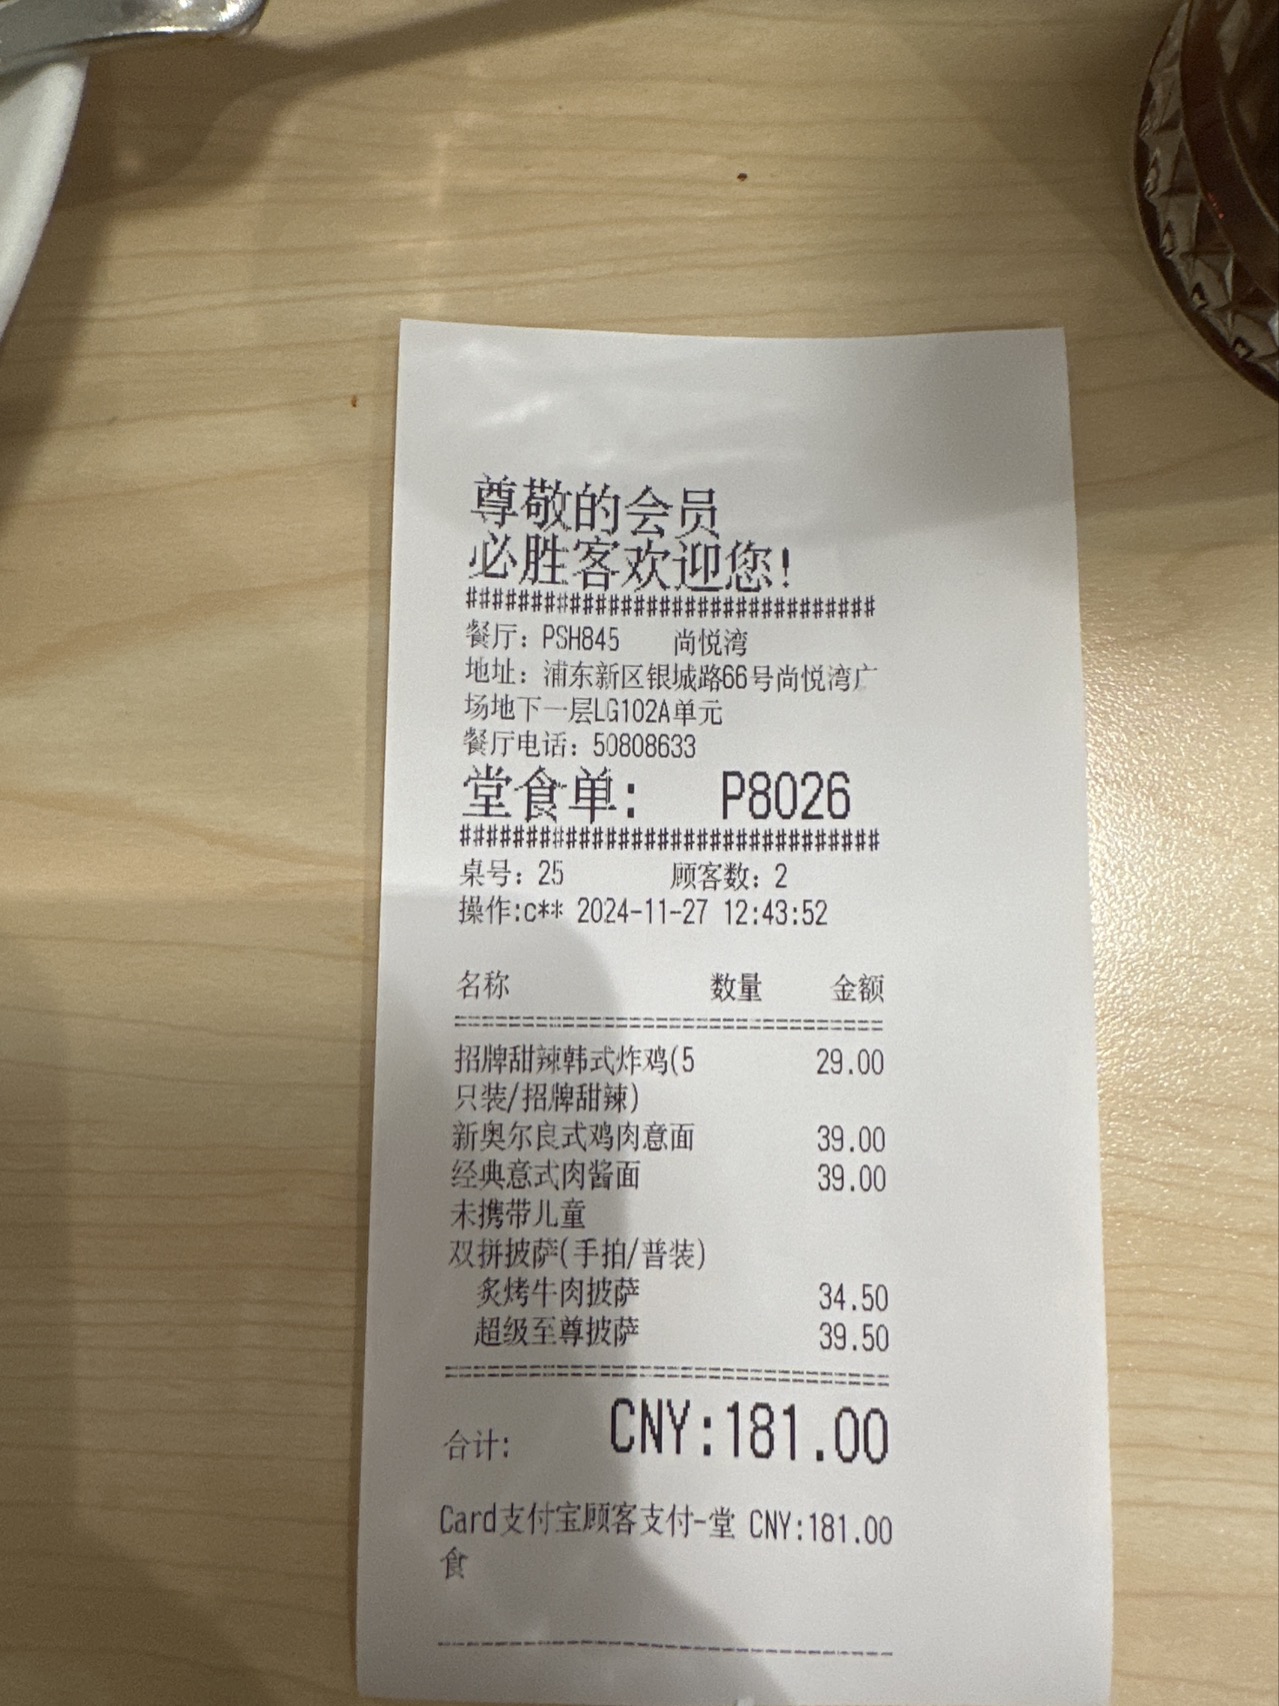 尊敬的会员
必胜客欢迎您!
################################
餐厅: PSH845 尚悦湾
地址: 浦东新区银城路66号尚悦湾广
场地下一层LG102A单元
餐厅电话: 50808633
堂食单: P8026
################################
桌号: 25 顾客数: 2
操作:c** 2024-11-27 12:43:52
名称 数量 金额
招牌甜辣韩式炸鸡(5 29.00
只装/招牌甜辣)
新奥尔良式鸡肉意面 39.00
经典意式肉酱面 39.00
未携带儿童
双拼披萨(手拍/普装)
炙烤牛肉披萨 34.50
超级至尊披萨 39.50
合计: CNY:181.00
Card支付宝顾客支付-堂 CNY:181.00
食